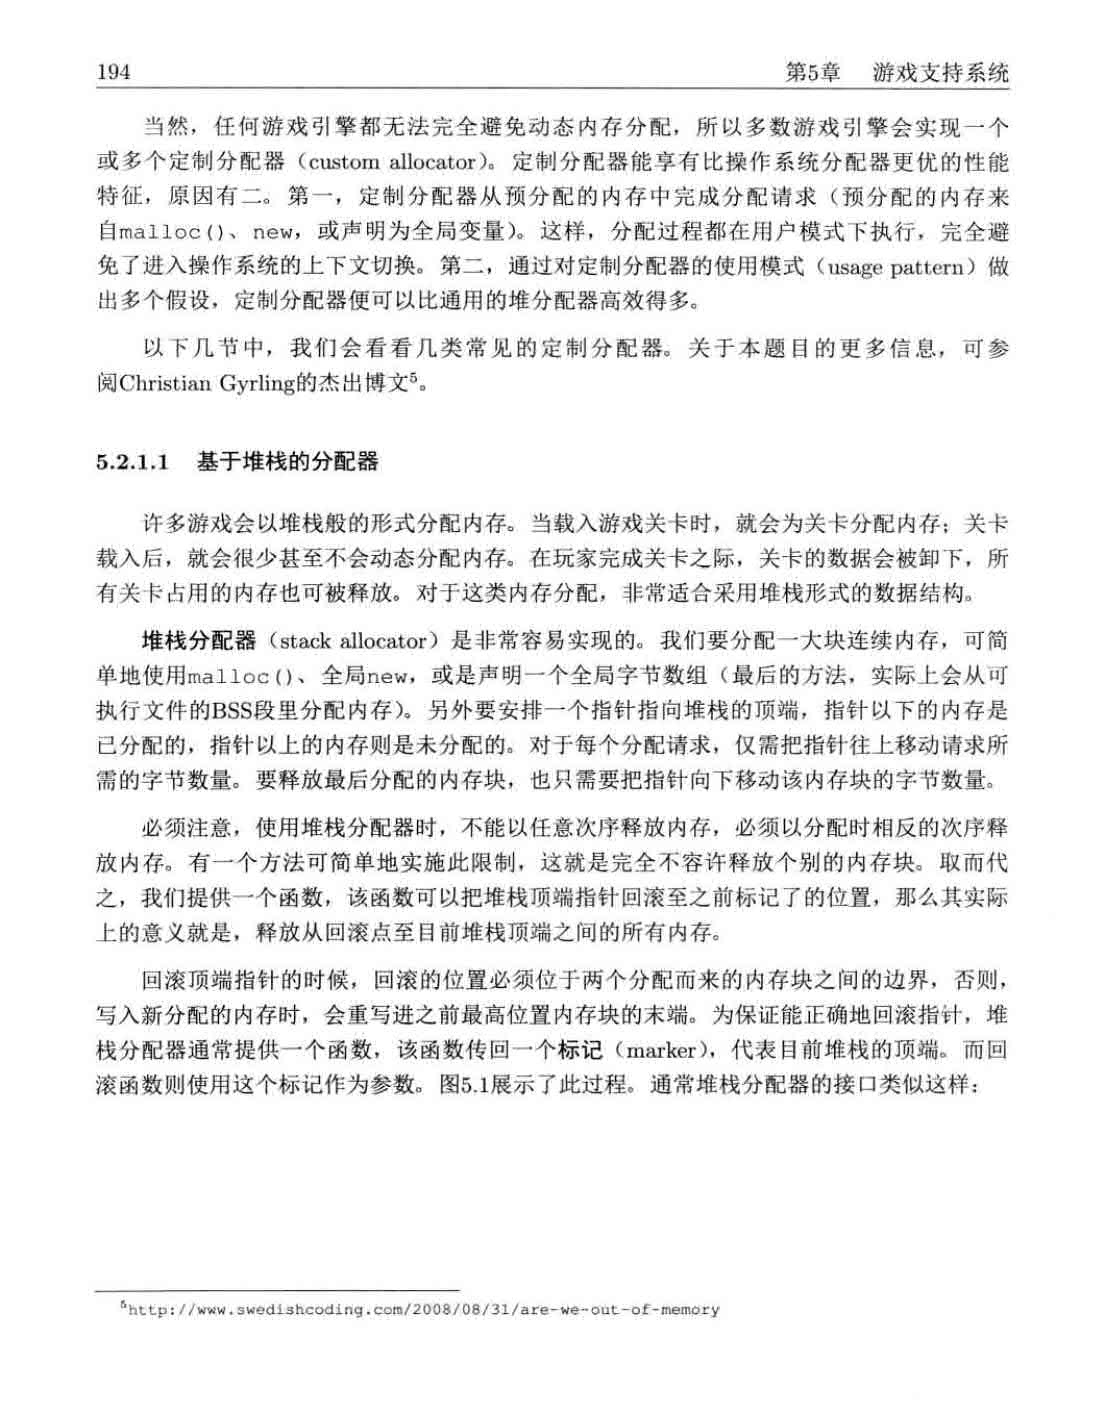 194 第5章 游戏支持系统
当然，任何游戏引擎都无法完全避免动态内存分配，所以多数游戏引擎会实现一个
或多个定制分配器（custom allocator）。定制分配器能享有比操作系统分配器更优的性能
特征，原因有二。第一，定制分配器从预分配的内存中完成分配请求（预分配的内存来
自malloc()、new，或声明为全局变量）。这样，分配过程都在用户模式下执行，完全避
免了进入操作系统的上下文切换。第二，通过对定制分配器的使用模式（usage pattern）做
出多个假设，定制分配器便可以比通用的堆分配器高效得多。
以下几节中，我们会看看几类常见的定制分配器。关于本题目的更多信息，可参
阅Christian Gyrling的杰出博文5。
5.2.1.1 基于堆栈的分配器
许多游戏会以堆栈般的形式分配内存。当载入游戏关卡时，就会为关卡分配内存；关卡
载入后，就会很少甚至不会动态分配内存。在玩家完成关卡之际，关卡的数据会被卸下，所
有关卡占用的内存也可被释放。对于这类内存分配，非常适合采用堆栈形式的数据结构。
堆栈分配器（stack allocator）是非常容易实现的。我们要分配一大块连续内存，可简
单地使用malloc()、全局new，或是声明一个全局字节数组（最后的方法，实际上会从可
执行文件的BSS段里分配内存）。另外要安排一个指针指向堆栈的顶端，指针以下的内存是
已分配的，指针以上的内存则是未分配的。对于每个分配请求，仅需把指针往上移动请求所
需的字节数量。要释放最后分配的内存块，也只需要把指针向下移动该内存块的字节数量。
必须注意，使用堆栈分配器时，不能以任意次序释放内存，必须以分配时相反的次序释
放内存。有一个方法可简单地实施此限制，这就是完全不容许释放个别的内存块。取而代
之，我们提供一个函数，该函数可以把堆栈顶端指针回滚至之前标记了的位置，那么其实际
上的意义就是，释放从回滚点至目前堆栈顶端之间的所有内存。
回滚顶端指针的时候，回滚的位置必须位于两个分配而来的内存块之间的边界，否则，
写入新分配的内存时，会重写进之前最高位置内存块的末端。为保证能正确地回滚指针，堆
栈分配器通常提供一个函数，该函数传回一个标记（marker），代表目前堆栈的顶端。而回
滚函数则使用这个标记作为参数。图5.1展示了此过程。通常堆栈分配器的接口类似这样：
5http://www.swedishcoding.com/2008/08/31/are-we-out-of-memory